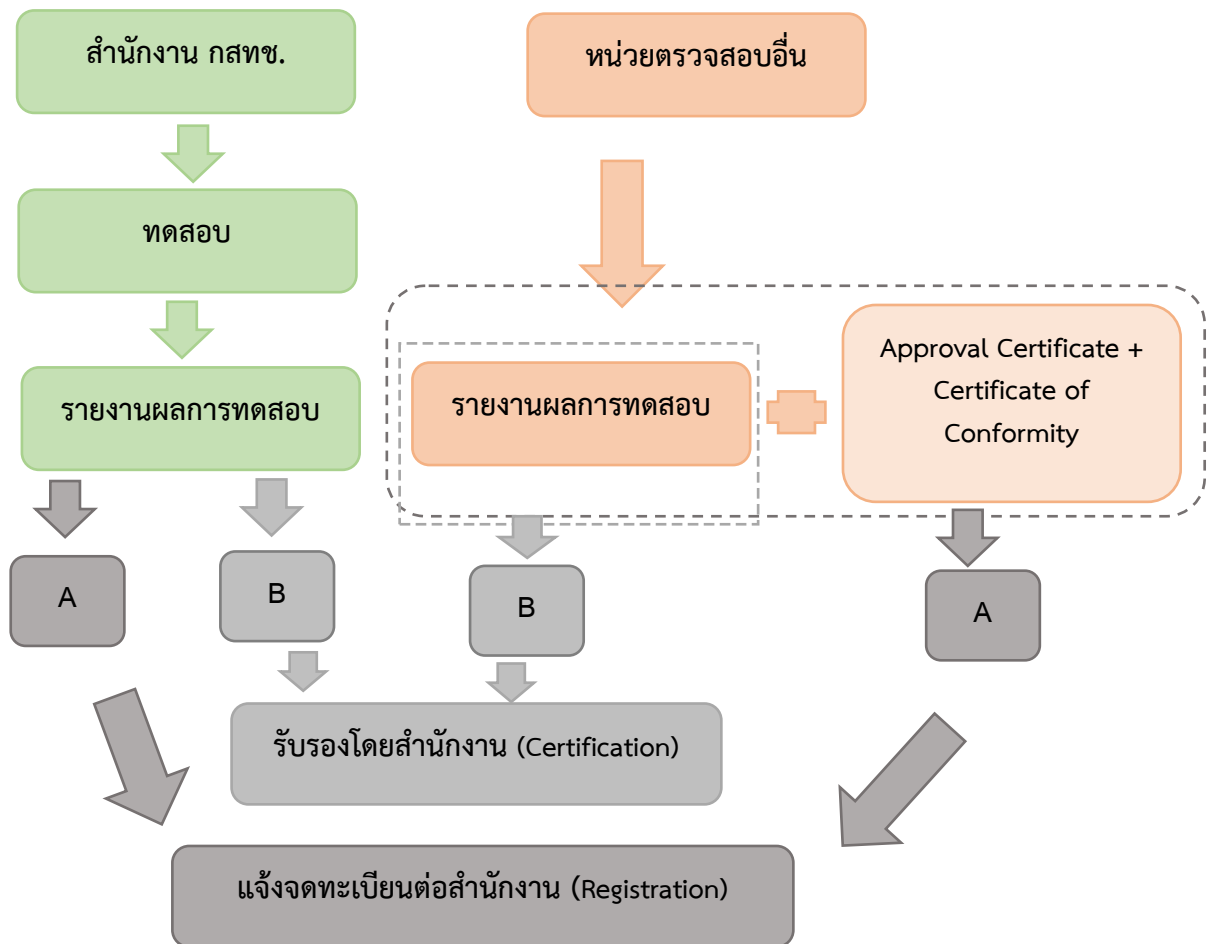 สำนักงาน กสทช.
หน่วยตรวจสอบอื่น
ทดสอบ
รายงานผลการทดสอบ
รายงานผลการทดสอบ
Approval Certificate +
Certificate of
Conformity
A
B
B
A
รับรองโดยสำนักงาน (Certification)
แจ้งจดทะเบียนต่อสำนักงาน (Registration)